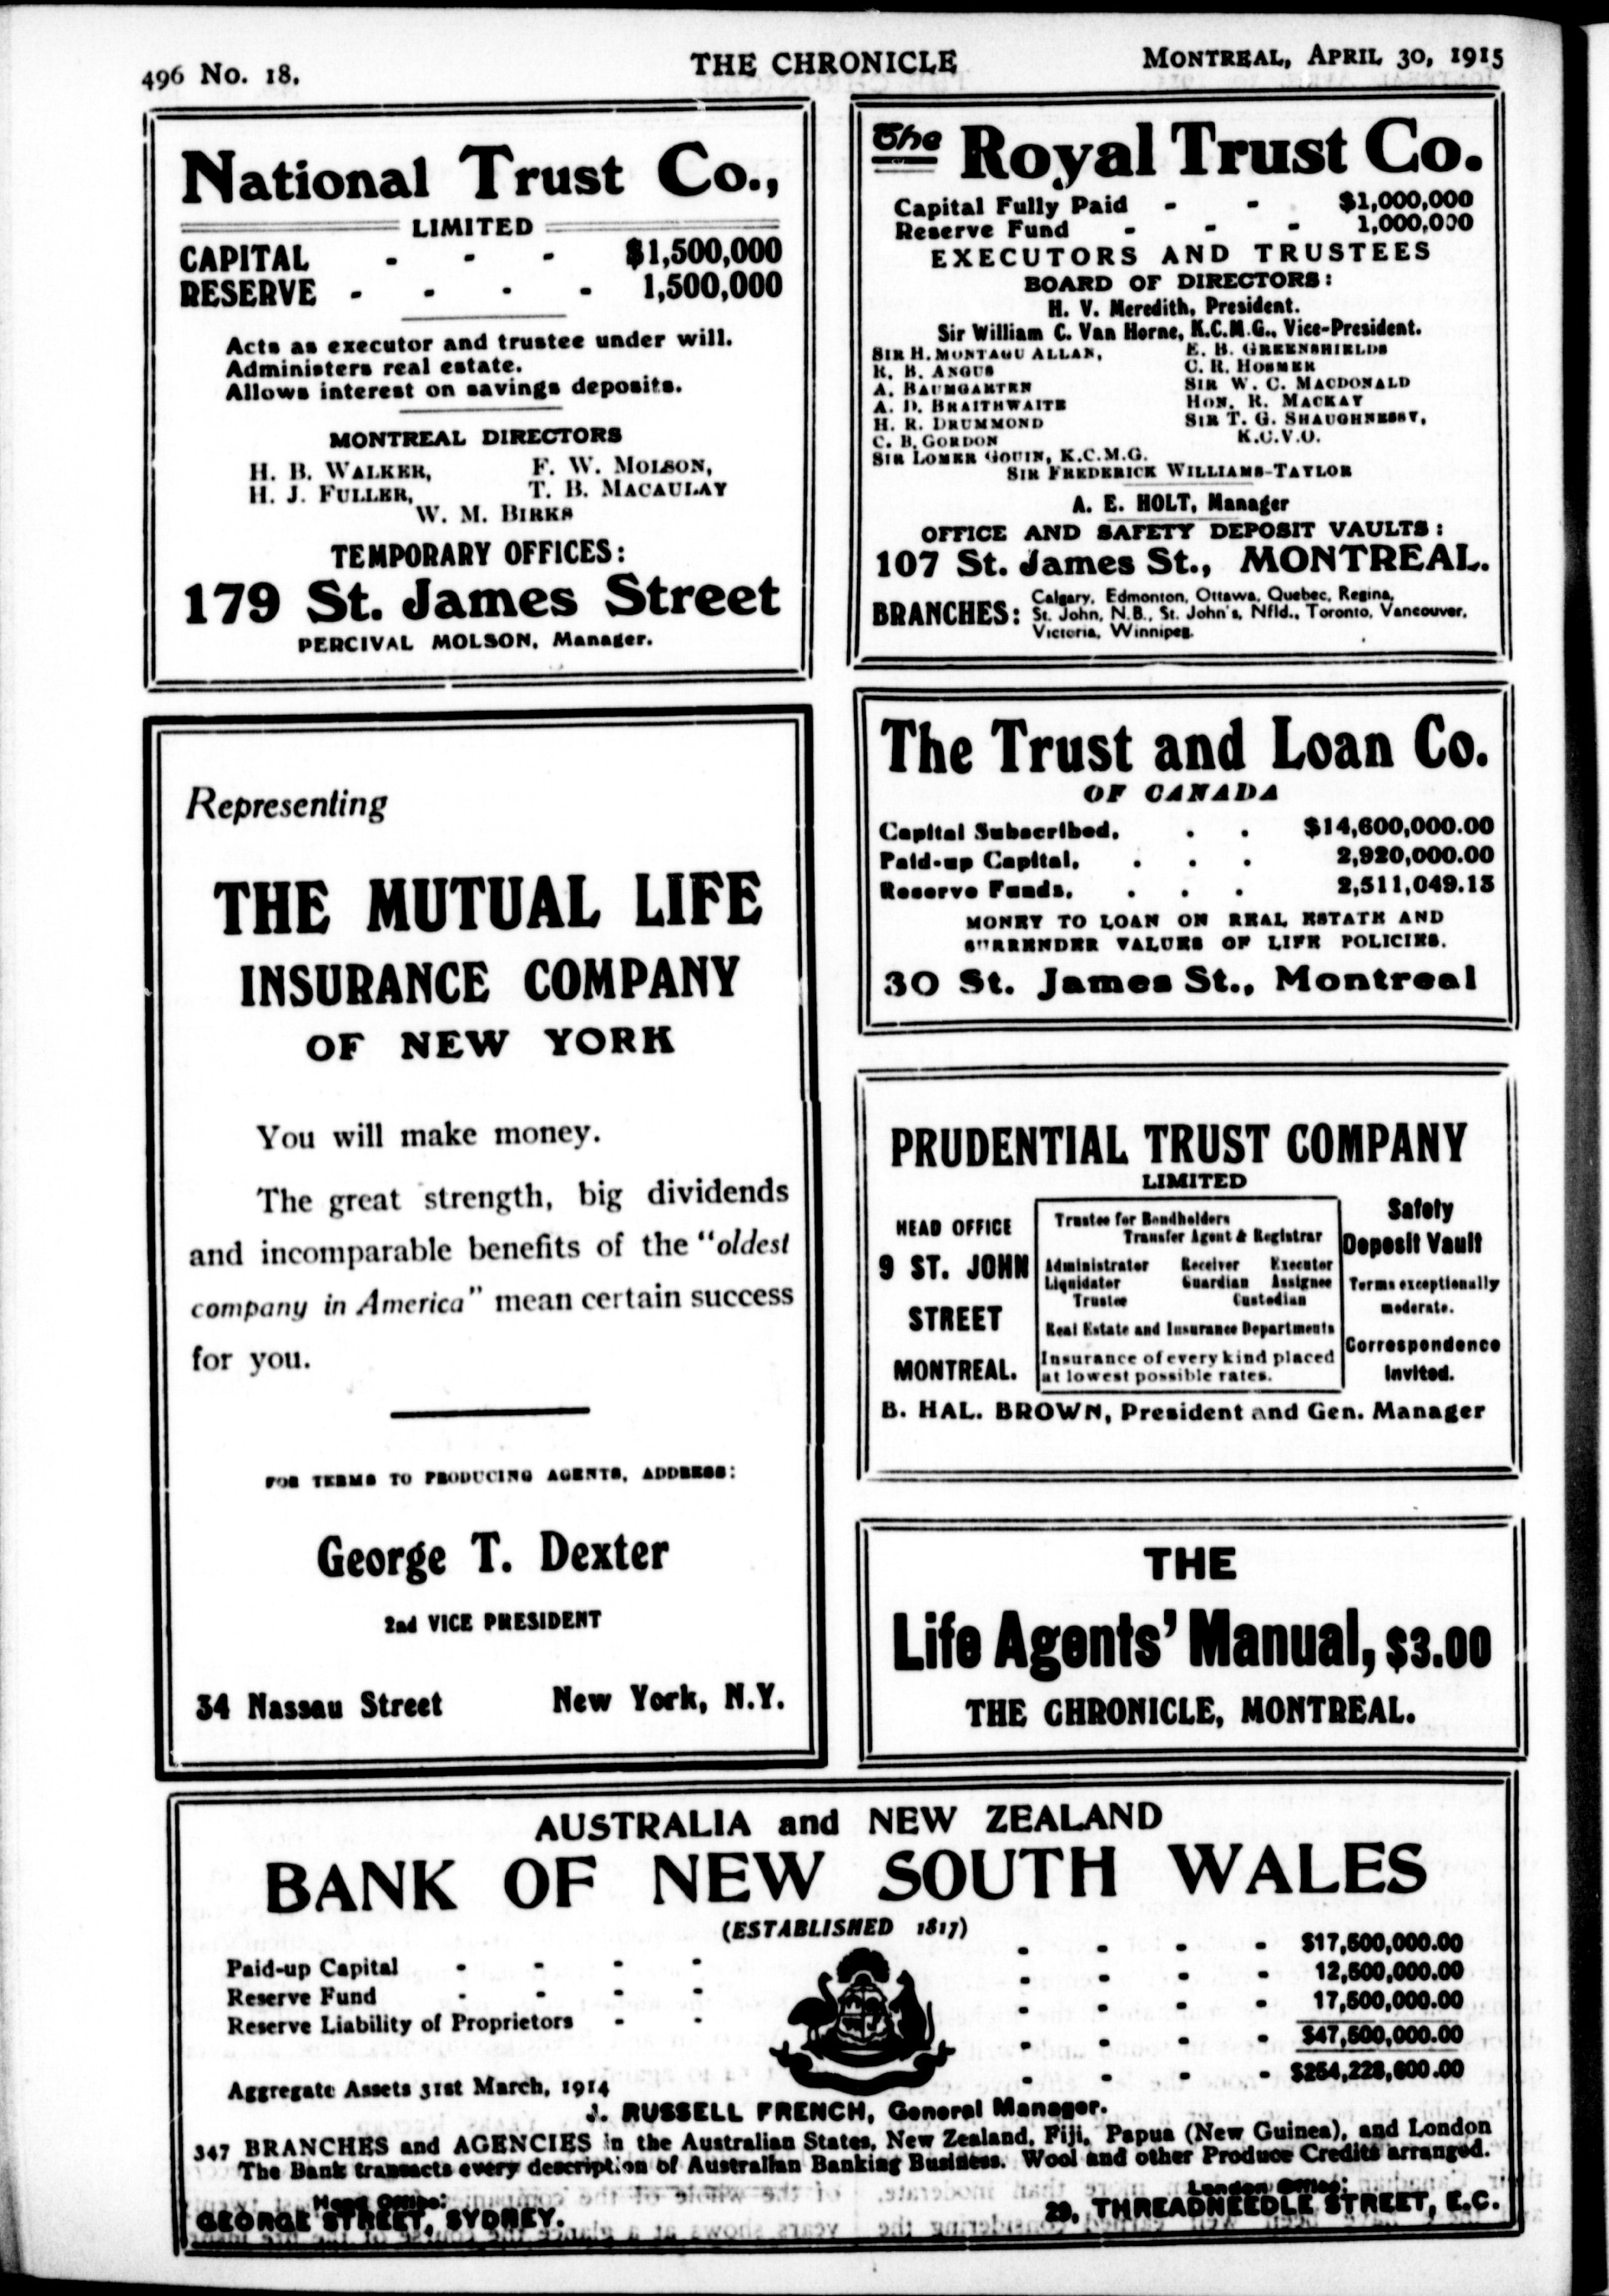 496 No. 18.
THE CHRONICLE
MONTREAL, APRIL 30, 1915
National Trust Co.,
LIMITED
CAPITAL - - - $1,500,000
RESERVE - - - - 1,500,000
Acts as executor and trustee under will.
Administers real estate.
Allows interest on savings deposits.
MONTREAL DIRECTORS
H. B. WALKER, F. W. MOLSON,
H. J. FULLER, T. B. MACAULAY
W. M. BIRKS
TEMPORARY OFFICES:
179 St. James Street
PERCIVAL MOLSON, Manager.
The Royal Trust Co.
Capital Fully Paid - - $1,000,000
Reserve Fund - - - 1,000,000
EXECUTORS AND TRUSTEES
BOARD OF DIRECTORS:
H. V. Meredith, President.
Sir William C. Van Horne, K.C.M.G., Vice-President.
SIR H. MONTAGU ALLAN, E. B. GREENSHIELDS
R. B. ANGUS C. R. HOSMER
A. BAUMGARTEN SIR W. C. MACDONALD
A. D. BRAITHWAITE HON. R. MACKAY
H. R. DRUMMOND SIR T. G. SHAUGHNESSY,
C. B. GORDON K.C.V.O.
SIR LOMER GOUIN, K.C.M.G.
SIR FREDERICK WILLIAMS-TAYLOR
A. E. HOLT, Manager
OFFICE AND SAFETY DEPOSIT VAULTS:
107 St. James St., MONTREAL.
BRANCHES: Calgary, Edmonton, Ottawa, Quebec, Regina,
St. John, N.B., St. John's, Nfld., Toronto, Vancouver,
Victoria, Winnipeg.
Representing
THE MUTUAL LIFE
INSURANCE COMPANY
OF NEW YORK
You will make money.
The great strength, big dividends
and incomparable benefits of the "oldest
company in America" mean certain success
for you.
FOR TERMS TO PRODUCING AGENTS, ADDRESS:
George T. Dexter
2nd VICE PRESIDENT
34 Nassau Street New York, N.Y.
The Trust and Loan Co.
OF CANADA
Capital Subscribed, . . $14,600,000.00
Paid-up Capital, . . . 2,920,000.00
Reserve Funds, . . . 2,511,049.13
MONEY TO LOAN ON REAL ESTATE AND
SURRENDER VALUES OF LIFE POLICIES.
30 St. James St., Montreal
PRUDENTIAL TRUST COMPANY
LIMITED
HEAD OFFICE
9 ST. JOHN
STREET
MONTREAL.
Trustee for Bondholders
Transfer Agent & Registrar
Administrator Receiver Executor
Liquidator Guardian Assignee
Trustee Custodian
Real Estate and Insurance Departments
Insurance of every kind placed
at lowest possible rates.
Safety
Deposit Vault
Terms exceptionally
moderate.
Correspondence
invited.
B. HAL. BROWN, President and Gen. Manager
THE
Life Agents' Manual, $3.00
THE CHRONICLE, MONTREAL.
AUSTRALIA and NEW ZEALAND
BANK OF NEW SOUTH WALES
(ESTABLISHED 1817)
Paid-up Capital - - - - - - - - $17,500,000.00
Reserve Fund - - - - - - - - 12,500,000.00
Reserve Liability of Proprietors - - - - - - 17,500,000.00
- - - - $47,500,000.00
Aggregate Assets 31st March, 1914 - - - - $254,228,600.00
J. RUSSELL FRENCH, General Manager.
347 BRANCHES and AGENCIES in the Australian States, New Zealand, Fiji, Papua (New Guinea), and London
The Bank transacts every description of Australian Banking Business. Wool and other Produce Credits arranged.
Head Office: London Office:
GEORGE STREET, SYDNEY. 29, THREADNEEDLE STREET, E.C.